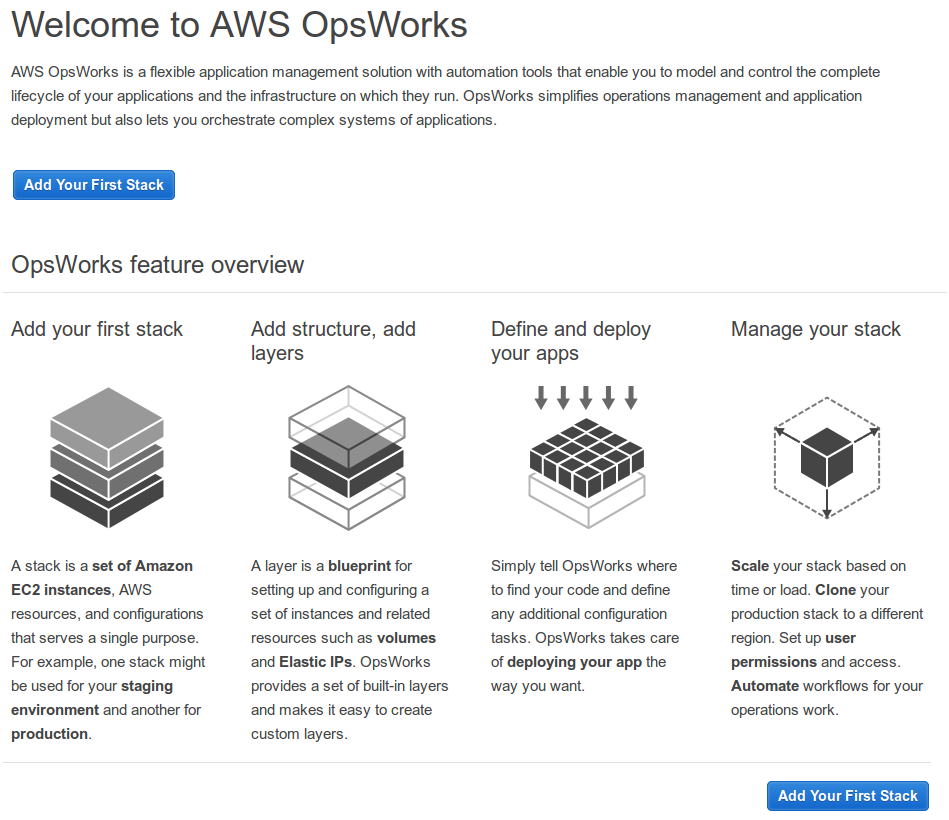 Welcome to AWS OpsWorks
AWS OpsWorks is a flexible application management solution with automation tools that enable you to model and control the complete
lifecycle of your applications and the infrastructure on which they run. OpsWorks simplifies operations management and application
deployment but also lets you orchestrate complex systems of applications.
Add Your First Stack
OpsWorks feature overview
Add your first stack
A stack is a set of Amazon
EC2 instances, AWS
resources, and configurations
that serves a single purpose.
For example, one stack might
be used for your staging
environment and another for
production.
Add structure, add
layers
A layer is a blueprint for
setting up and configuring a
set of instances and related
resources such as volumes
and Elastic IPs. OpsWorks
provides a set of built-in layers
and makes it easy to create
custom layers.
Define and deploy
your apps
Simply tell OpsWorks where
to find your code and define
any additional configuration
tasks. OpsWorks takes care
of deploying your app the
way you want.
Manage your stack
Scale your stack based on
time or load. Clone your
production stack to a different
region. Set up user
permissions and access.
Automate workflows for your
operations work.
Add Your First Stack